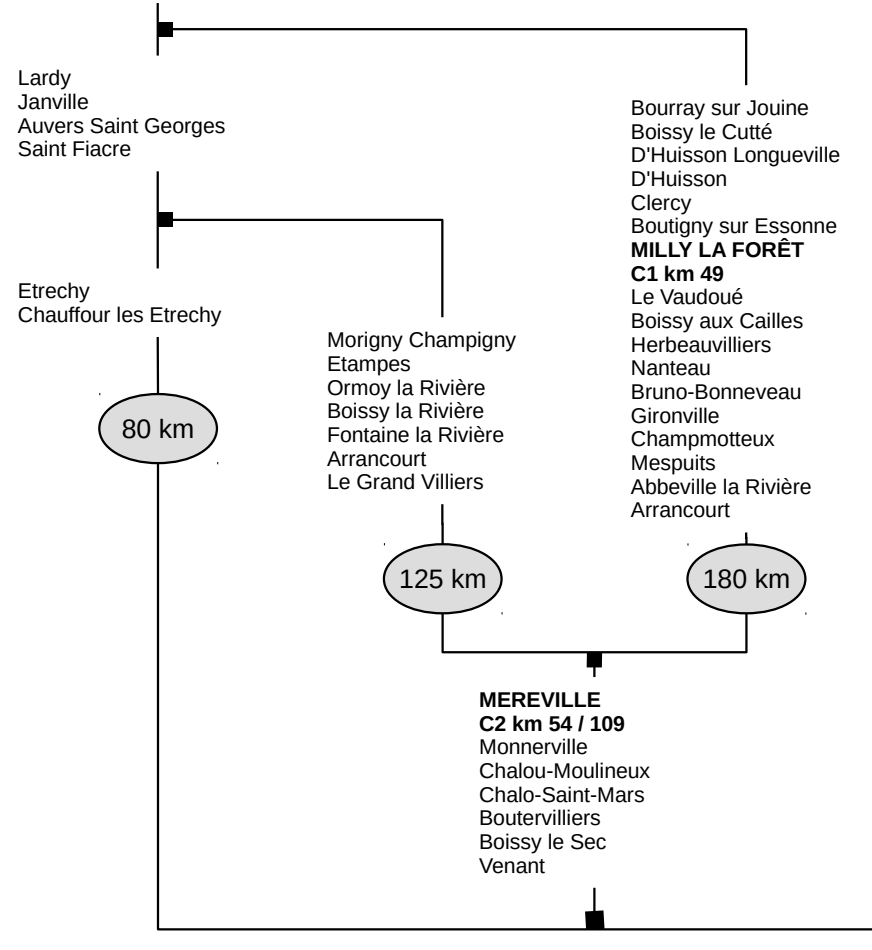 Lardy
Janville
Auvers Saint Georges
Saint Fiacre
Etrechy
Chauffour les Etrechy
80 km
Morigny Champigny
Etampes
Ormoy la Rivière
Boissy la Rivière
Fontaine la Rivière
Arrancourt
Le Grand Villiers
125 km
Bourray sur Jouine
Boissy le Cutté
D'Huisson Longueville
D'Huisson
Clercy
Boutigny sur Essonne
MILLY LA FORÊT
C1 km 49
Le Vaudoué
Boissy aux Cailles
Herbeauvilliers
Nanteau
Bruno-Bonneveau
Gironville
Champmotteux
Mespuits
Abbeville la Rivière
Arrancourt
180 km
MEREVILLE
C2 km 54 / 109
Monnerville
Chalou-Moulineux
Chalo-Saint-Mars
Boutervilliers
Boissy le Sec
Venant